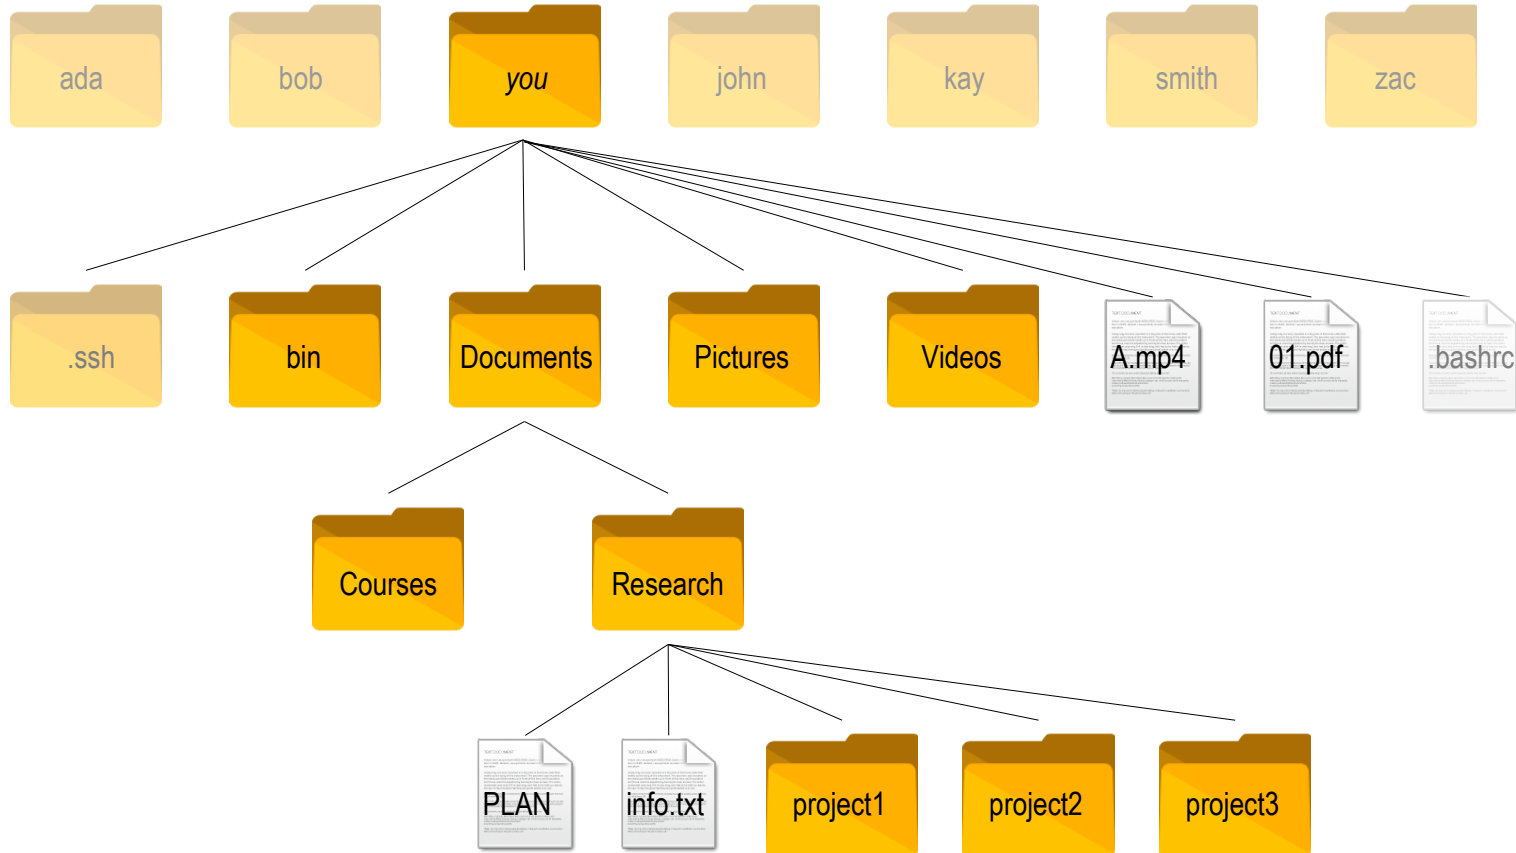 ada
bob
you
john
kay
smith
zac
.ssh
bin
Documents
Pictures
Videos
A.mp4
01.pdf
.bashrc
Courses
Research
PLAN
info.txt
project1
project2
project3